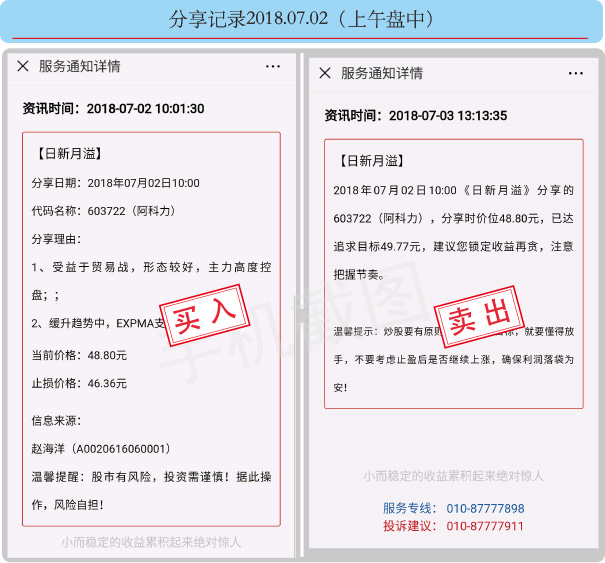 分享记录2018.07.02（上午盘中）
服务通知详情
资讯时间：2018-07-02 10:01:30
【日新月溢】
分享日期：2018年07月02日10:00
代码名称：603722（阿科力）
分享理由：
1、受益于贸易战，形态较好，主力高度控
盘；；
2、缓升趋势中，EXPMA支
当前价格：48.80元
止损价格：46.36元
信息来源：
赵海洋（A0020616060001）
温馨提醒：股市有风险，投资需谨慎！据此操
作，风险自担！
小而稳定的收益累积起来绝对惊人
买入
服务通知详情
资讯时间：2018-07-03 13:13:35
【日新月溢】
2018年07月02日10:00《日新月溢》分享的
603722（阿科力），分享时价位48.80元，已达
追求目标49.77元，建议您锁定收益再贪，注意
把握节奏。
温馨提示：炒股要有原则 标，就要懂得放
手，不要考虑止盈后是否继续上涨，确保利润落袋为
安！
卖出
小而稳定的收益累积起来绝对惊人
服务专线： 010-87777898
投诉建议： 010-87777911
手机截图